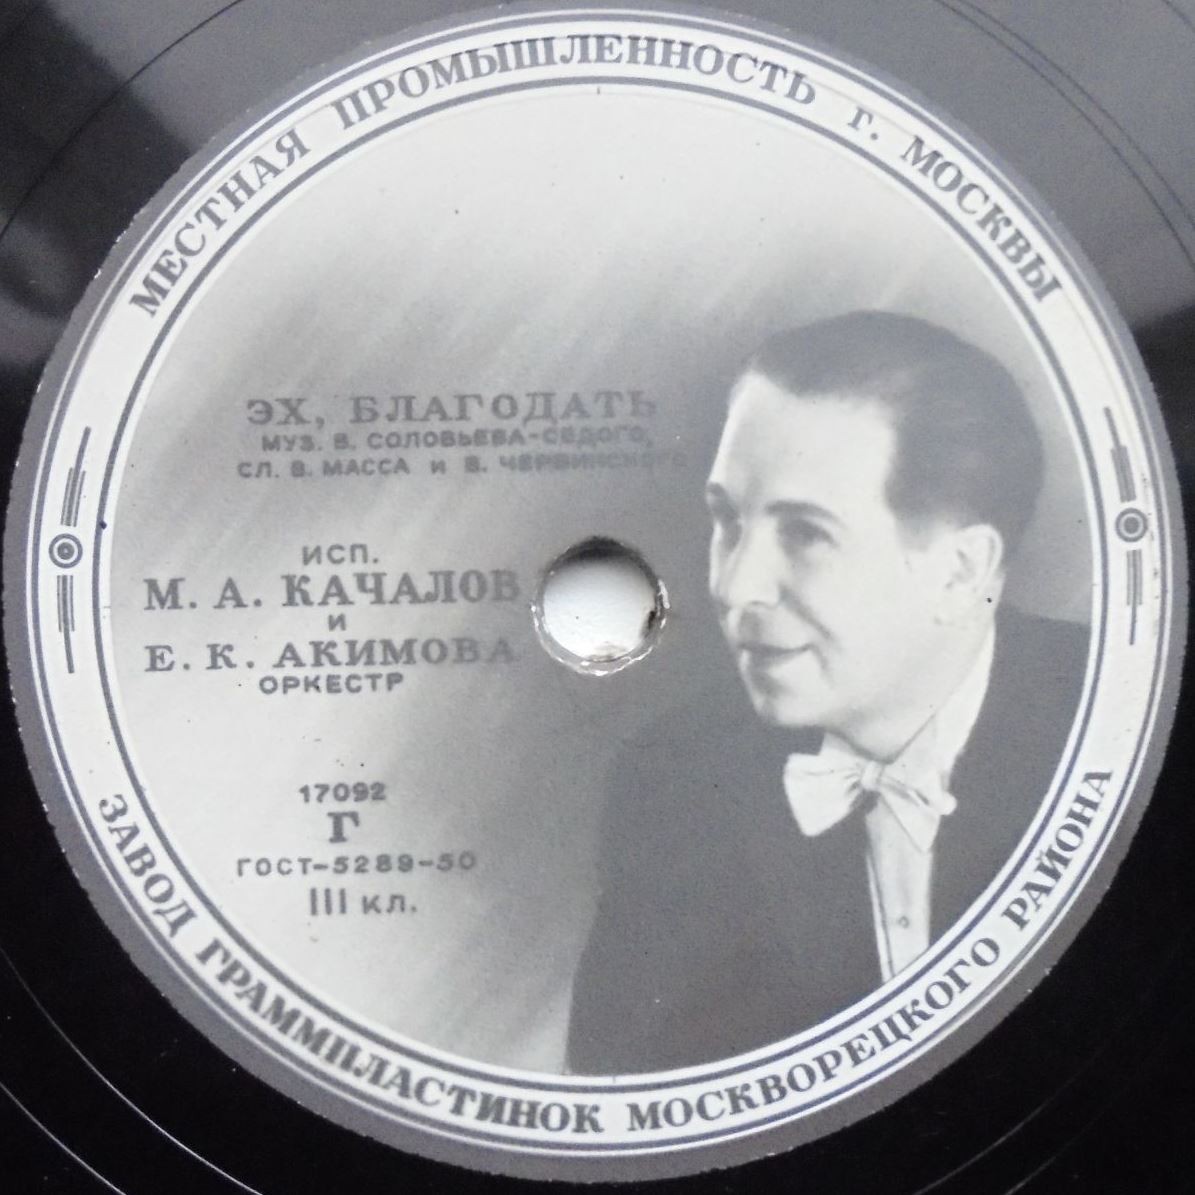 МЕСТНАЯ ПРОМЫШЛЕННОСТЬ г. МОСКВЫ
ЭХ, БЛАГОДАТЬ
МУЗ. В. СОЛОВЬЕВА-СЕДОГО,
СЛ. В. МАССА И В. ЧЕРВИНСКОГО
ИСП.
М. А. КАЧАЛОВ
И
Е. К. АКИМОВА
ОРКЕСТР
17092
Г
ГОСТ-5289-50
III КЛ.
ЗАВОД ГРАММПЛАСТИНОК МОСКВОРЕЦКОГО РАЙОНА